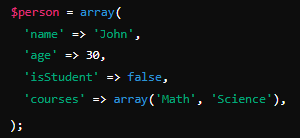 $person = array(
  'name' => 'John',
  'age' => 30,
  'isStudent' => false,
  'courses' => array('Math', 'Science'),
);